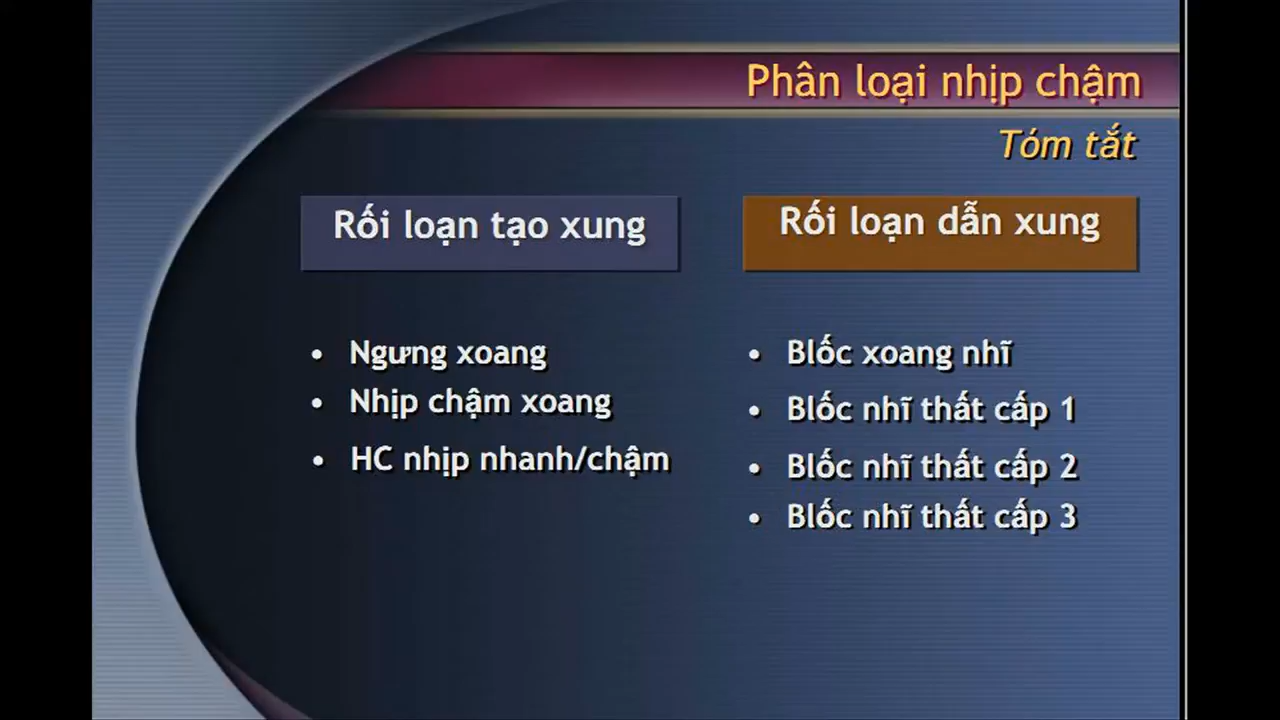 Phân loại nhịp chậm
Tóm tắt
Rối loạn tạo xung
• Ngưng xoang
• Nhịp chậm xoang
• HC nhịp nhanh/chậm
Rối loạn dẫn xung
• Blốc xoang nhĩ
• Blốc nhĩ thất cấp 1
• Blốc nhĩ thất cấp 2
• Blốc nhĩ thất cấp 3